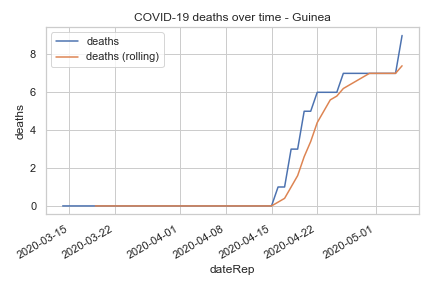 COVID-19 deaths over time - Guinea
deaths
deaths (rolling)
deaths
8
6
4
2
0
2020-03-15
2020-03-22
2020-04-01
2020-04-08
2020-04-15
2020-04-22
2020-05-01
dateRep